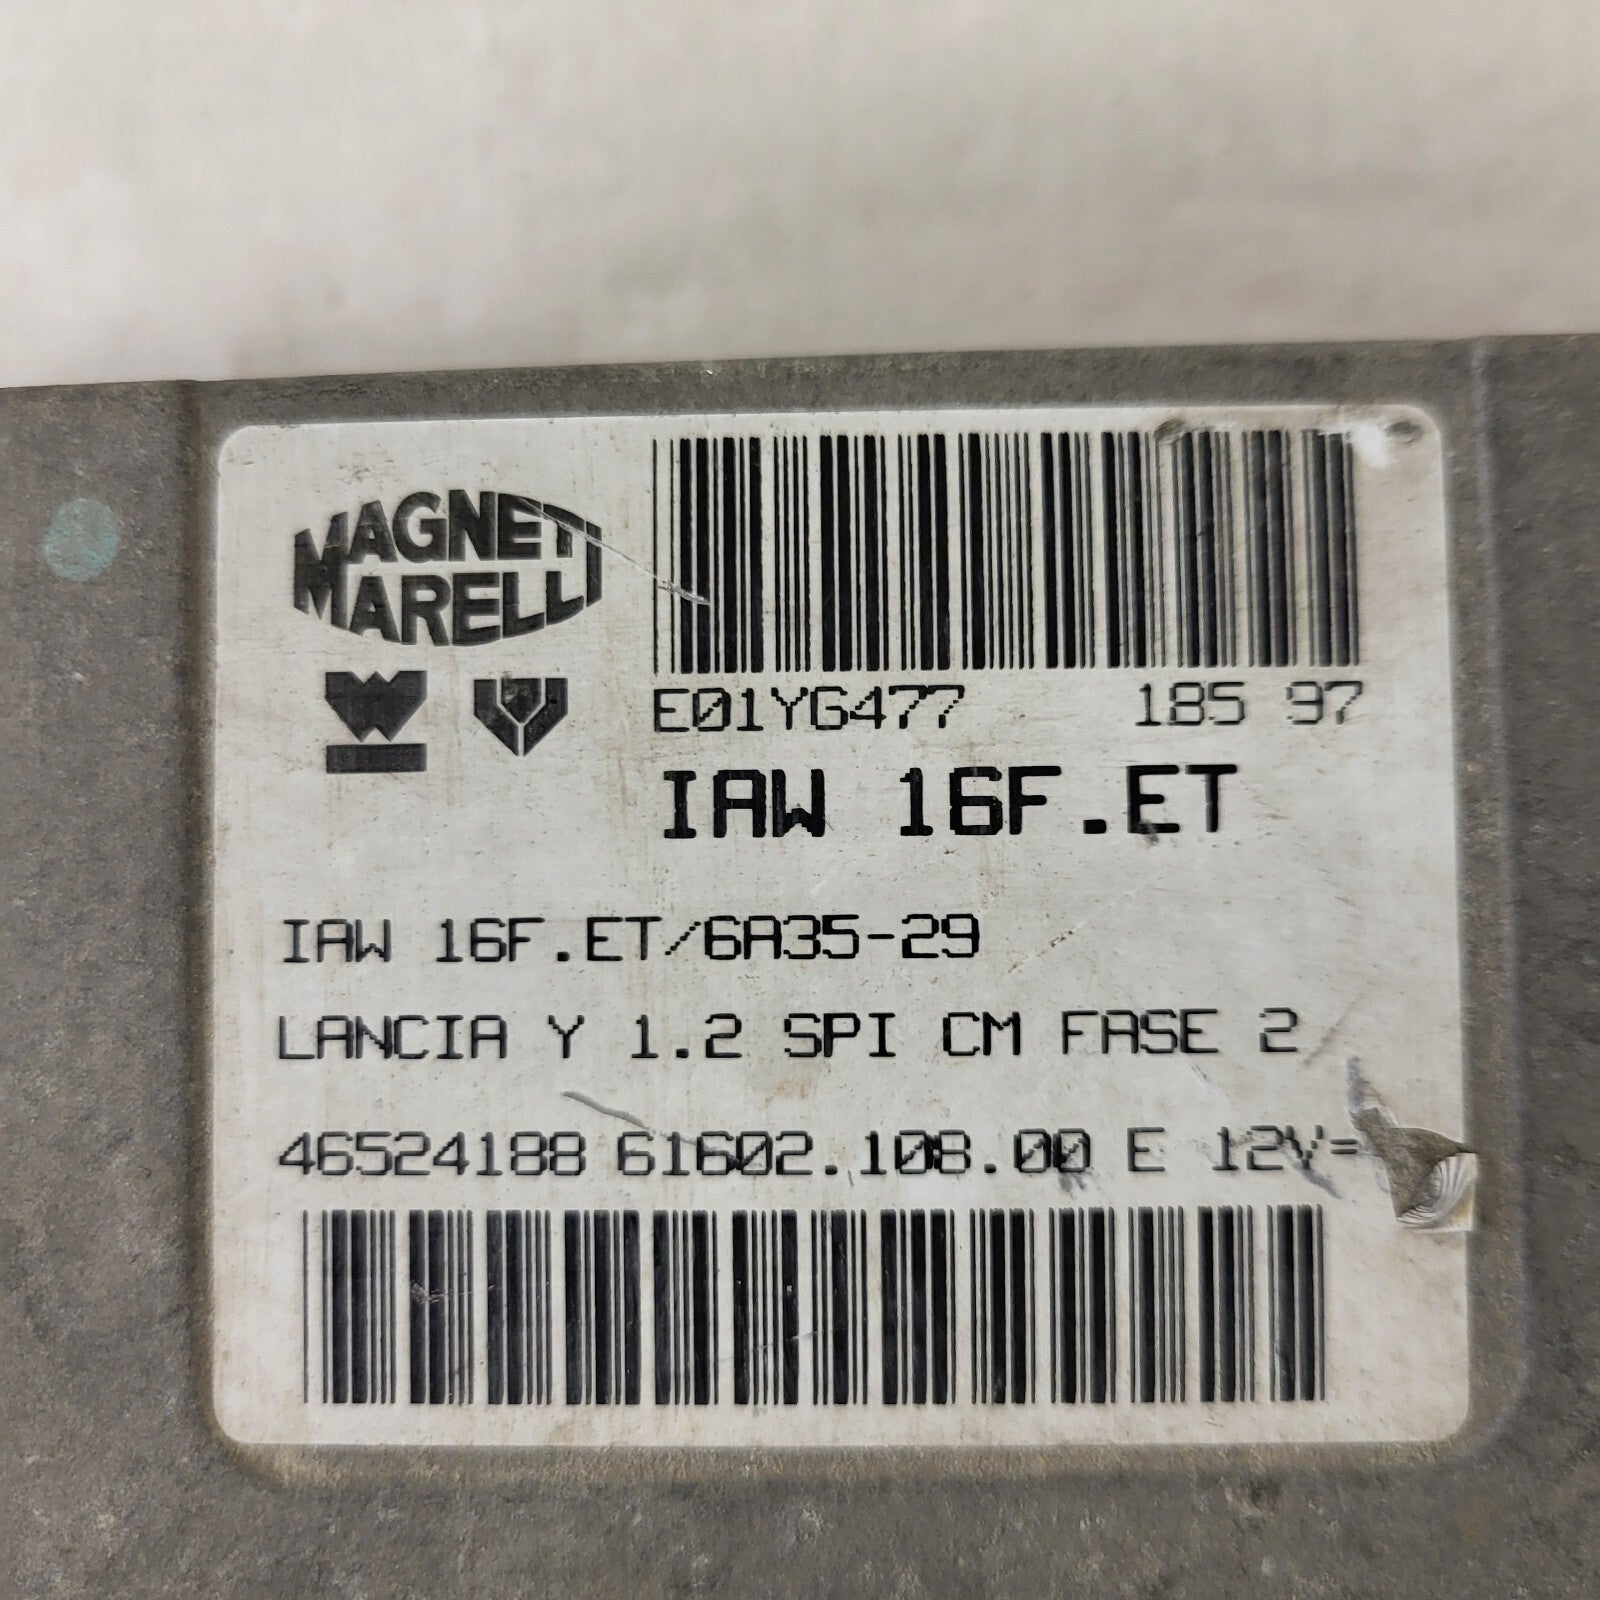 MAGNETI
MARELLI
E01YG477 185 97
IAW 16F.ET
IAW 16F.ET/6A35-29
LANCIA Y 1.2 SPI CM FASE 2
46524188 61602.108.00 E 12V=